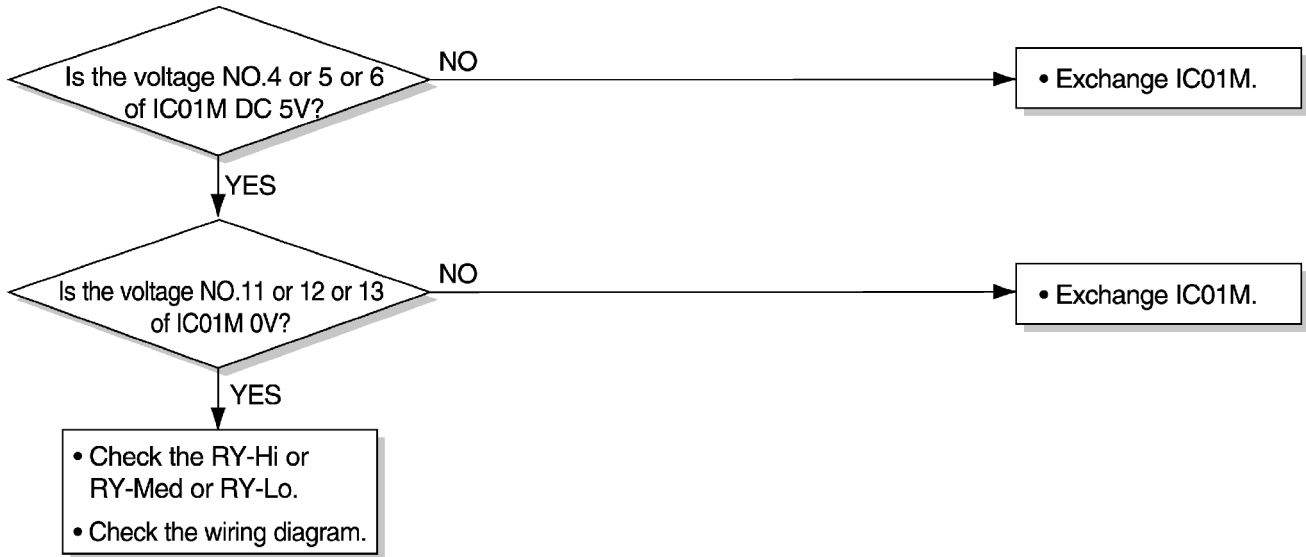 Is the voltage NO.4 or 5 or 6
of IC01M DC 5V?
NO
• Exchange IC01M.
YES
Is the voltage NO.11 or 12 or 13
of IC01M 0V?
NO
• Exchange IC01M.
YES
• Check the RY-Hi or
RY-Med or RY-Lo.
• Check the wiring diagram.